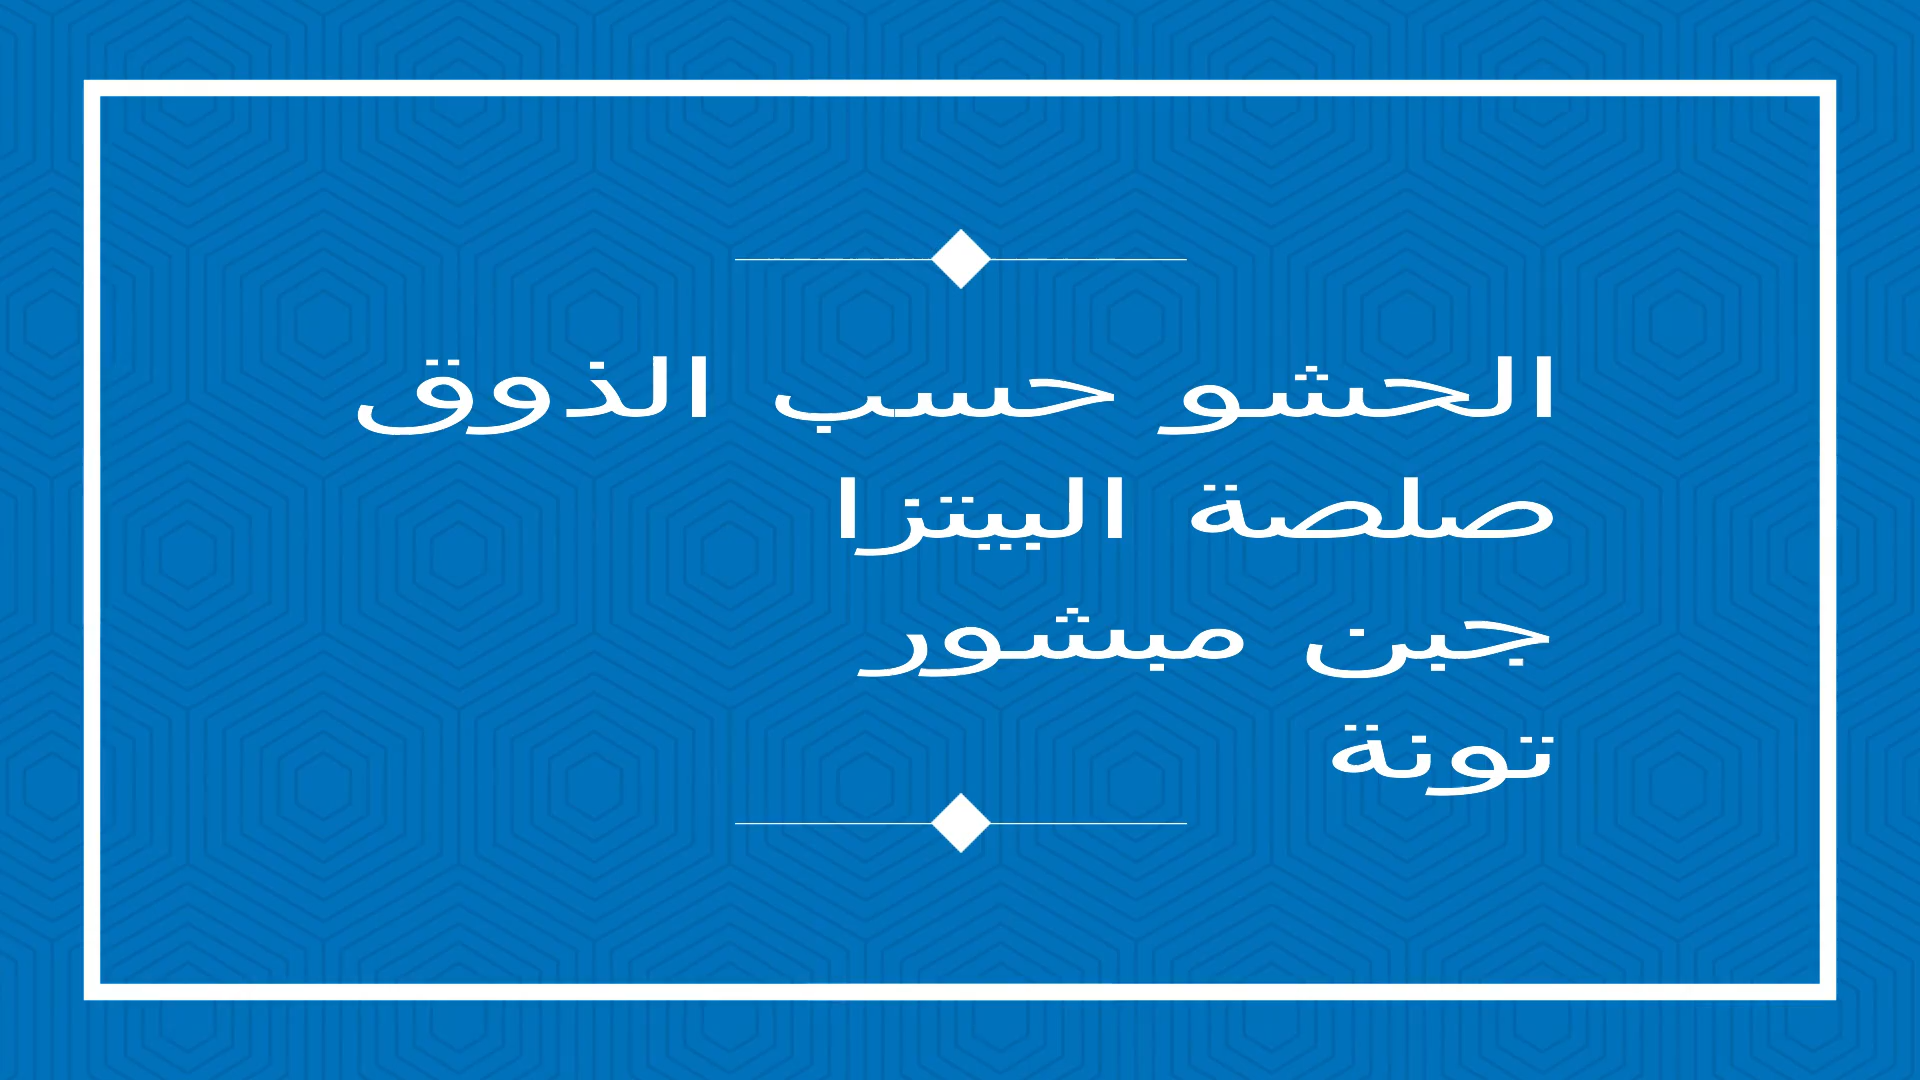 الحشو حسب الذوق
صلصة البيتزا
جبن مبشور
تونة